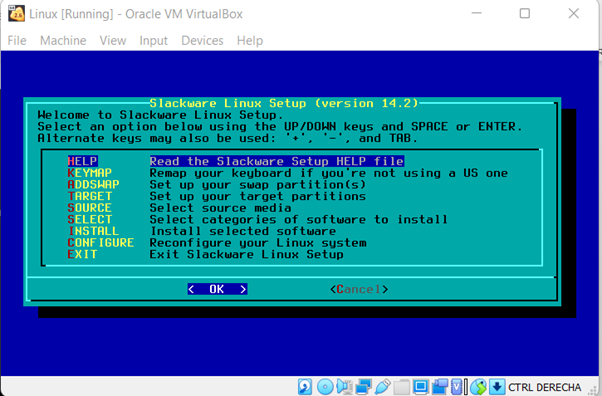 Linux [Running] - Oracle VM VirtualBox
File Machine View Input Devices Help
Slackware Linux Setup (version 14.2)
Welcome to Slackware Linux Setup.
Select an option below using the UP/DOWN keys and SPACE or ENTER.
Alternate keys may also be used: '+', '-', and TAB.
HELP Read the Slackware Setup HELP file
KEYMAP Remap your keyboard if you're not using a US one
ADDSWAP Set up your swap partition(s)
TARGET Set up your target partitions
SOURCE Select source media
SELECT Select categories of software to install
INSTALL Install selected software
CONFIGURE Reconfigure your Linux system
EXIT Exit Slackware Linux Setup
< OK > <Cancel>
CTRL DERECHA